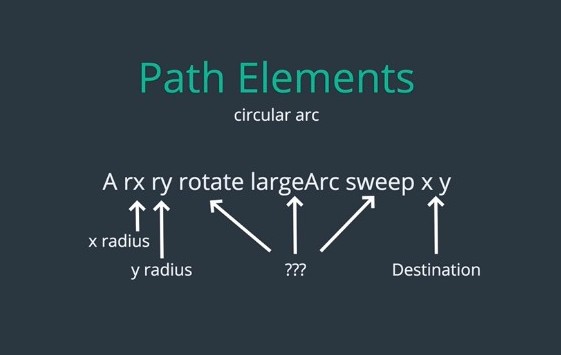 Path Elements
circular arc
A rx ry rotate largeArc sweep x y
x radius
y radius
???
Destination